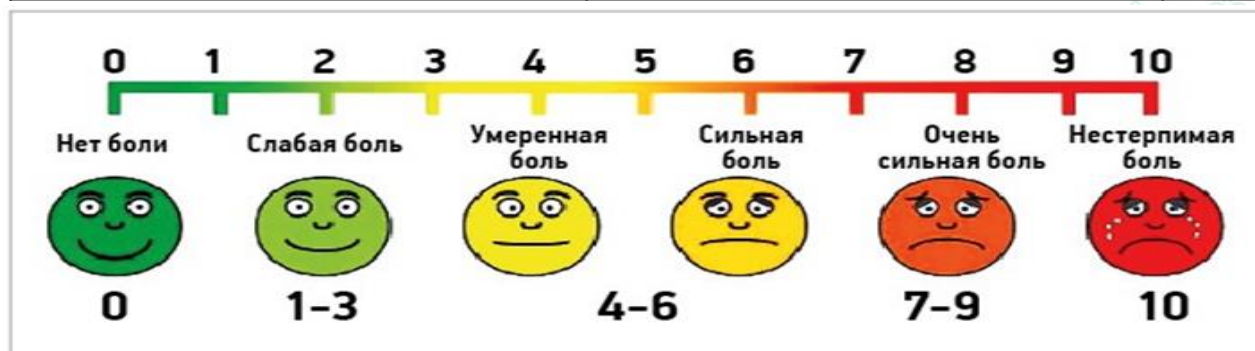 0 1 2 3 4 5 6 7 8 9 10
Нет боли
Слабая боль
Умеренная
боль
Сильная
боль
Очень
сильная боль
Нестерпимая
боль
0 1–3 4–6 7–9 10